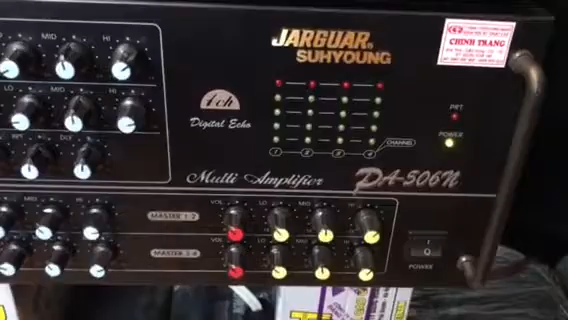 MID HI
JARGUAR®
SUHYOUNG
CHINH TRANG
LO MID HI
4ch
Digital Echo
PRT
POWER
CHANNEL
1 2 3 4
DLY
Multi Amplifier
PA-506N
MID HI
MASTER 1.2
VOL LO MID HI
MID HI
MASTER 3.4
VOL LO MID HI
I
O
POWER